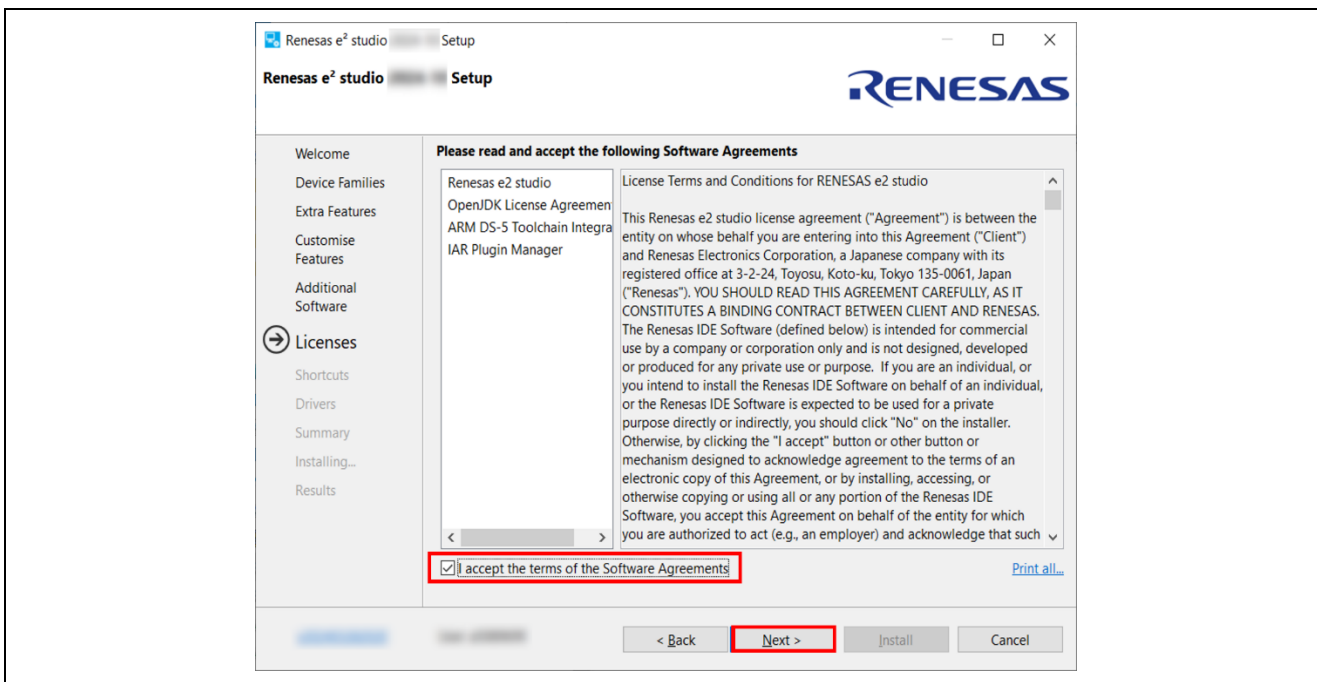 Renesas e² studio Setup
Renesas e² studio Setup
RENESAS
Welcome
Device Families
Extra Features
Customise
Features
Additional
Software
Licenses
Shortcuts
Drivers
Summary
Installing...
Results
Please read and accept the following Software Agreements
Renesas e2 studio
OpenJDK License Agreemen
ARM DS-5 Toolchain Integra
IAR Plugin Manager
License Terms and Conditions for RENESAS e2 studio
This Renesas e2 studio license agreement ("Agreement") is between the
entity on whose behalf you are entering into this Agreement ("Client")
and Renesas Electronics Corporation, a Japanese company with its
registered office at 3-2-24, Toyosu, Koto-ku, Tokyo 135-0061, Japan
("Renesas"). YOU SHOULD READ THIS AGREEMENT CAREFULLY, AS IT
CONSTITUTES A BINDING CONTRACT BETWEEN CLIENT AND RENESAS.
The Renesas IDE Software (defined below) is intended for commercial
use by a company or corporation only and is not designed, developed
or produced for any private use or purpose. If you are an individual, or
you intend to install the Renesas IDE Software on behalf of an individual,
or the Renesas IDE Software is expected to be used for a private
purpose directly or indirectly, you should click "No" on the installer.
Otherwise, by clicking the "I accept" button or other button or
mechanism designed to acknowledge agreement to the terms of an
electronic copy of this Agreement, or by installing, accessing, or
otherwise copying or using all or any portion of the Renesas IDE
Software, you accept this Agreement on behalf of the entity for which
you are authorized to act (e.g., an employer) and acknowledge that such
I accept the terms of the Software Agreements
Print all...
< Back
Next >
Install
Cancel